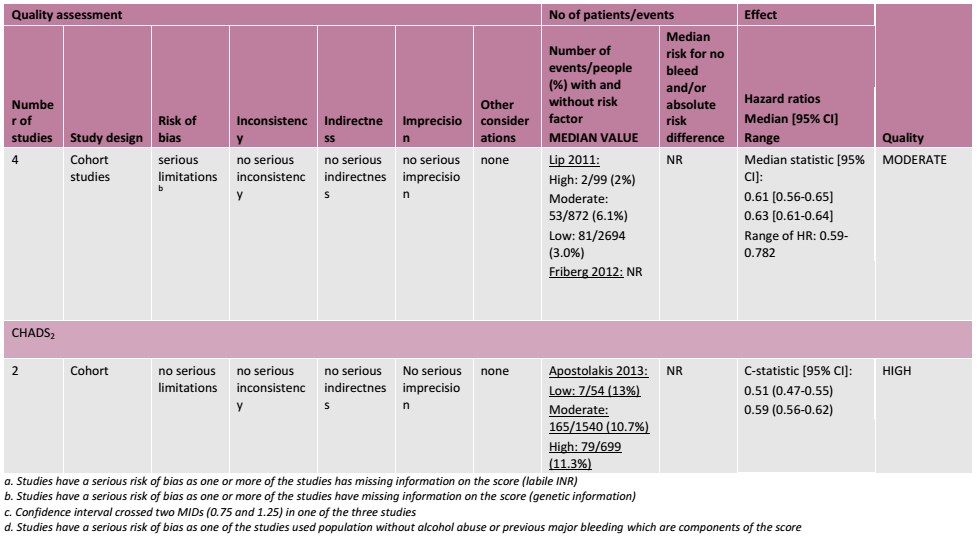 Quality assessment
No of patients/events
Effect
Numbe
r of
studies
Study design
Risk of
bias
Inconsistenc
y
Indirectne
ss
Imprecisio
n
Other
consider
ations
Number of
events/people
(%) with and
without risk
factor
MEDIAN VALUE
Median
risk for no
bleed
and/or
absolute
risk
difference
Hazard ratios
Median [95% CI]
Range
Quality
4
Cohort
studies
serious
limitations
b
no serious
inconsistenc
y
no serious
indirectnes
s
no serious
imprecisio
n
none
Lip 2011:
High: 2/99 (2%)
Moderate:
53/872 (6.1%)
Low: 81/2694
(3.0%)
Friberg 2012: NR
NR
Median statistic [95%
CI]:
0.61 [0.56-0.65]
0.63 [0.61-0.64]
Range of HR: 0.59-
0.782
MODERATE
CHADS2
2
Cohort
no serious
limitations
no serious
inconsistenc
y
no serious
indirectnes
s
No serious
imprecisio
n
none
Apostolakis 2013:
Low: 7/54 (13%)
Moderate:
165/1540 (10.7%)
High: 79/699
(11.3%)
NR
C-statistic [95% CI]:
0.51 (0.47-0.55)
0.59 (0.56-0.62)
HIGH
a. Studies have a serious risk of bias as one or more of the studies has missing information on the score (labile INR)
b. Studies have a serious risk of bias as one or more of the studies have missing information on the score (genetic information)
c. Confidence interval crossed two MIDs (0.75 and 1.25) in one of the three studies
d. Studies have a serious risk of bias as one of the studies used population without alcohol abuse or previous major bleeding which are components of the score